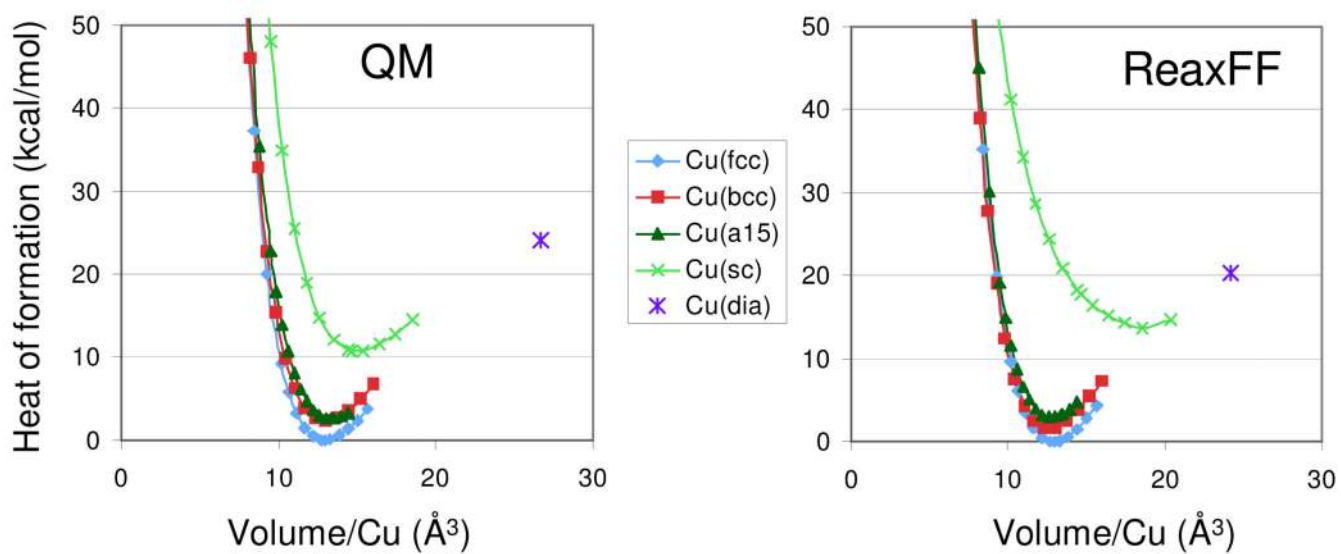 QM
50
40
30
20
10
0
0 10 20 30
Heat of formation (kcal/mol)
Volume/Cu (Å³)
Cu(fcc)
Cu(bcc)
Cu(a15)
Cu(sc)
Cu(dia)
ReaxFF
50
40
30
20
10
0
0 10 20 30
Volume/Cu (Å³)